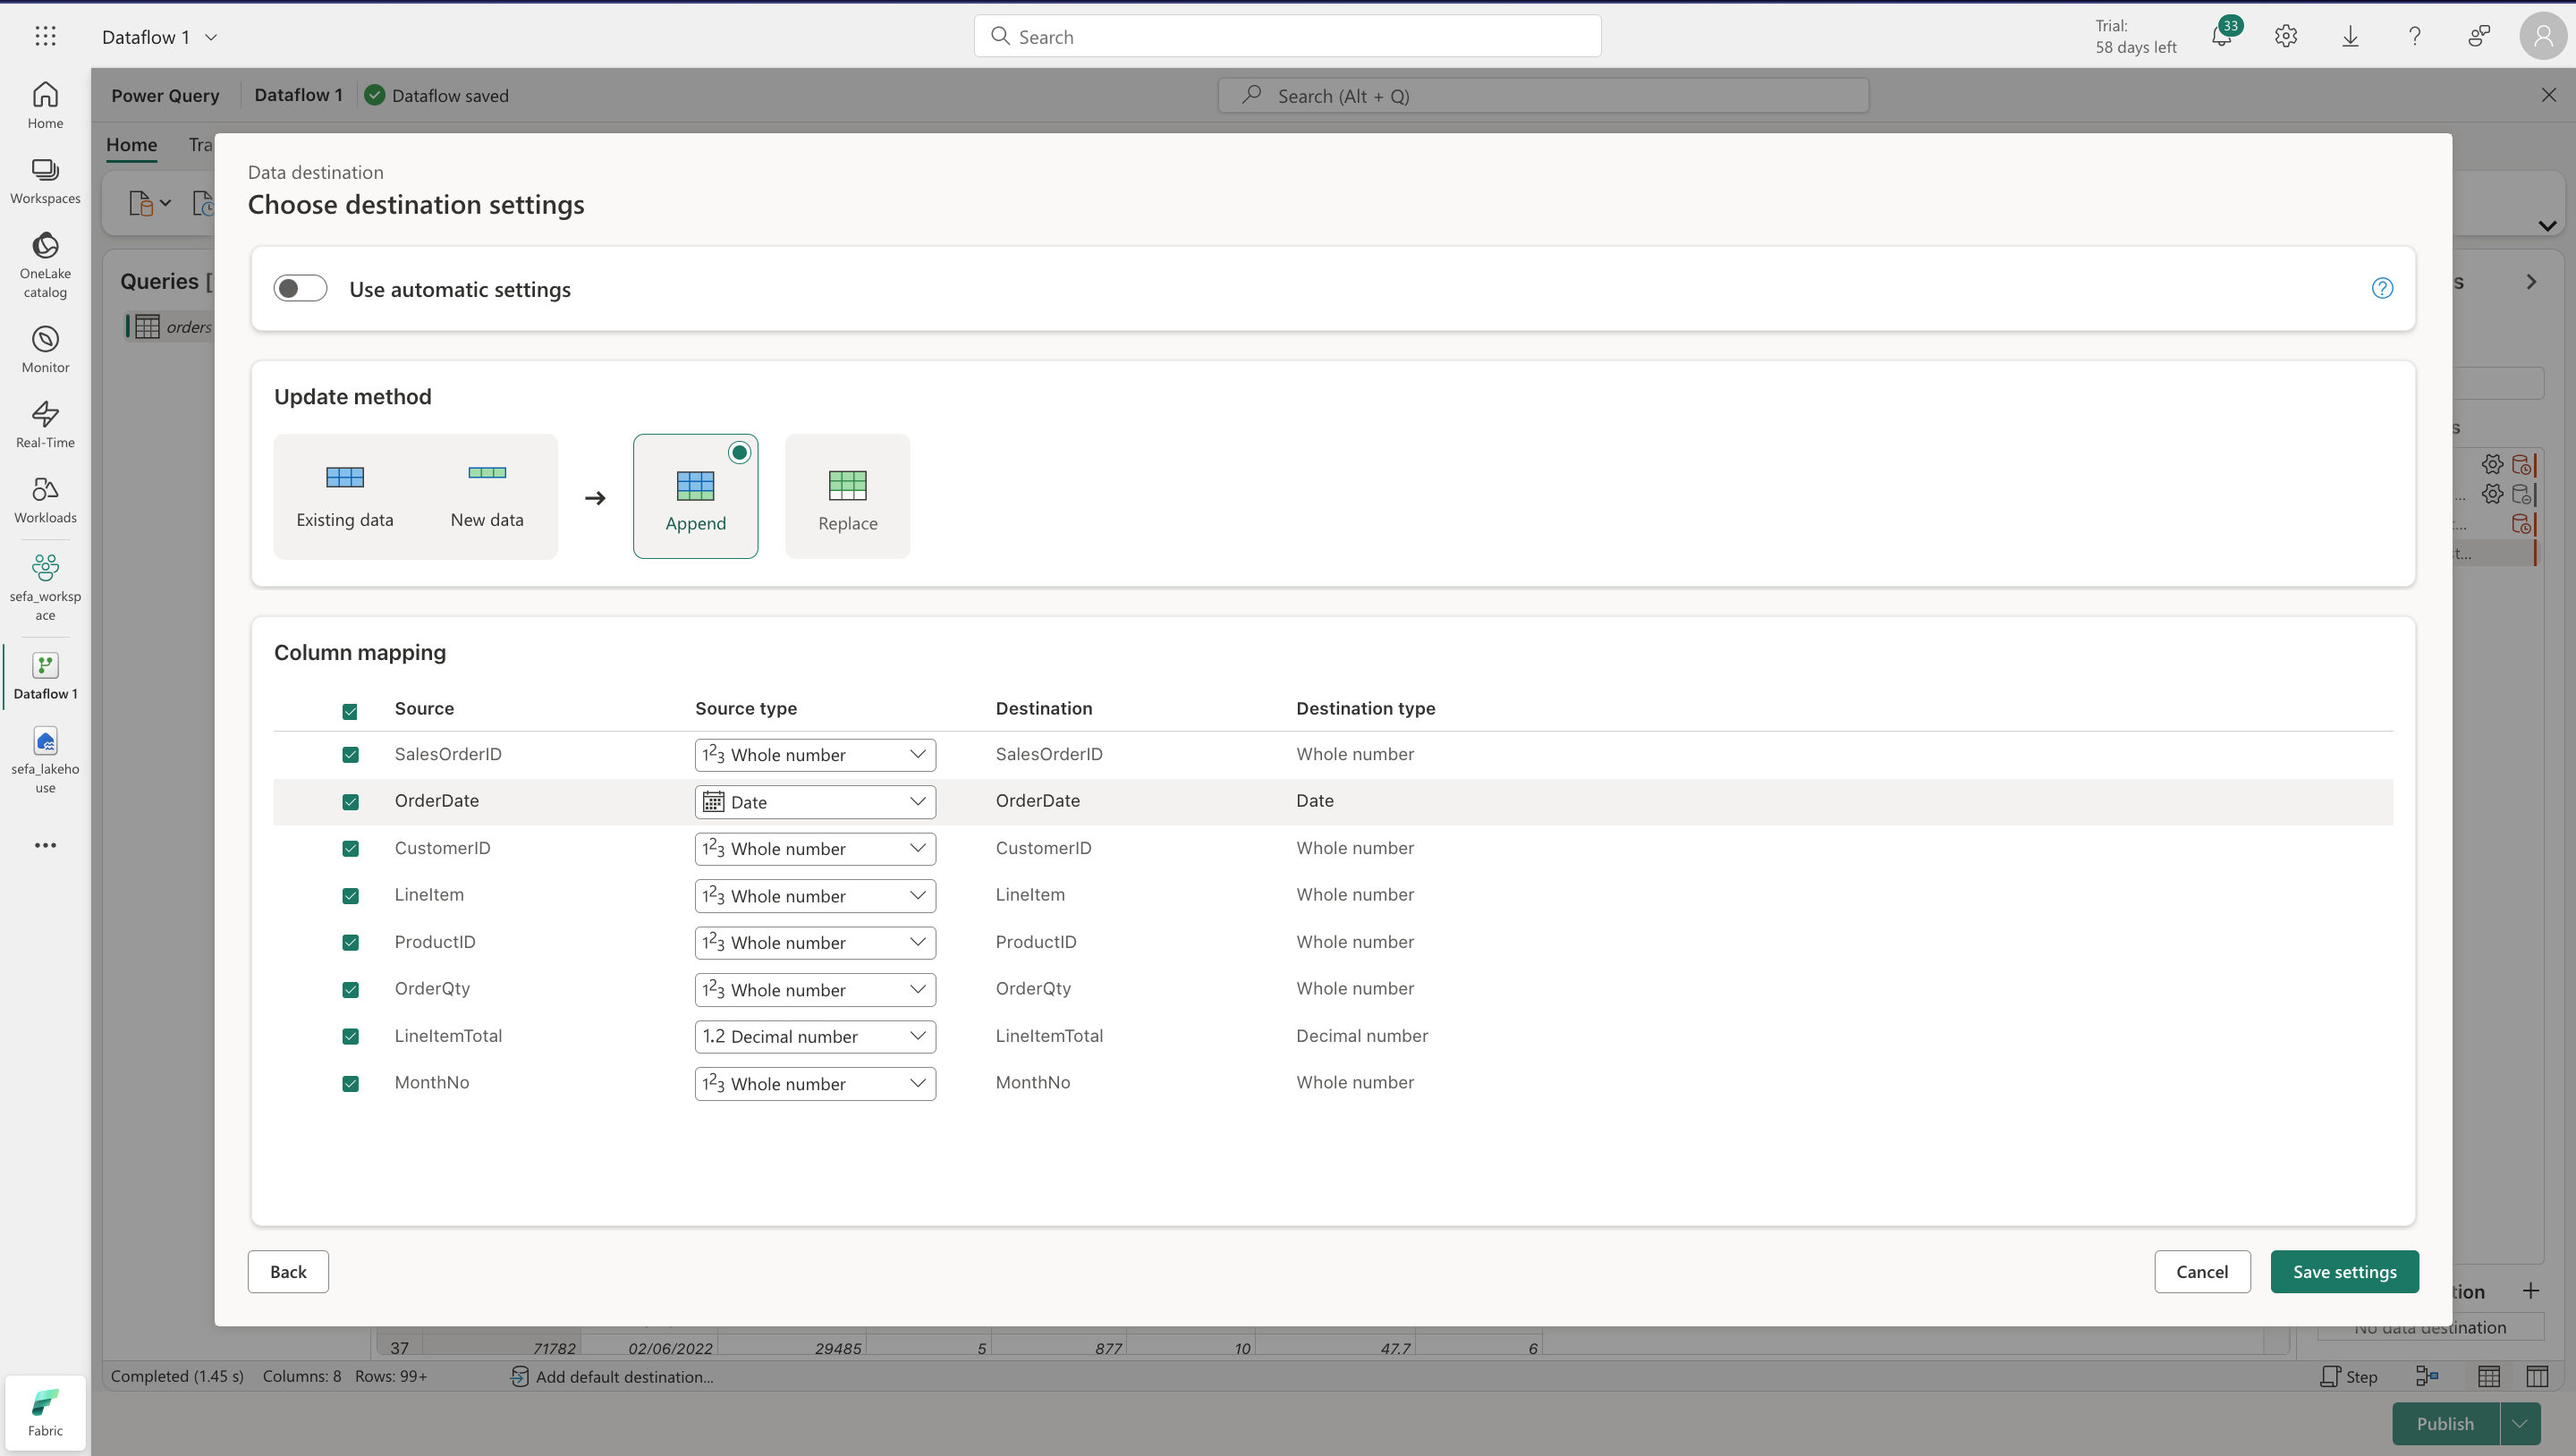 Dataflow 1
Search
Trial:
58 days left
33
Home
Workspaces
OneLake
catalog
Monitor
Real-Time
Workloads
sefa_worksp
ace
Dataflow 1
sefa_lakeho
use
Fabric
Power Query
Dataflow 1
Dataflow saved
Search (Alt + Q)
Home
Tra
Queries [
orders
Data destination
Choose destination settings
Use automatic settings
Update method
Existing data
New data
Append
Replace
Column mapping
Source Source type Destination Destination type
SalesOrderID 123 Whole number SalesOrderID Whole number
OrderDate Date OrderDate Date
CustomerID 123 Whole number CustomerID Whole number
LineItem 123 Whole number LineItem Whole number
ProductID 123 Whole number ProductID Whole number
OrderQty 123 Whole number OrderQty Whole number
LineItemTotal 1.2 Decimal number LineItemTotal Decimal number
MonthNo 123 Whole number MonthNo Whole number
Back
Cancel
Save settings
No data destination
37 71782 02/06/2022 29485 5 877 10 47.7 6
Completed (1.45 s) Columns: 8 Rows: 99+
Add default destination...
Step
Publish